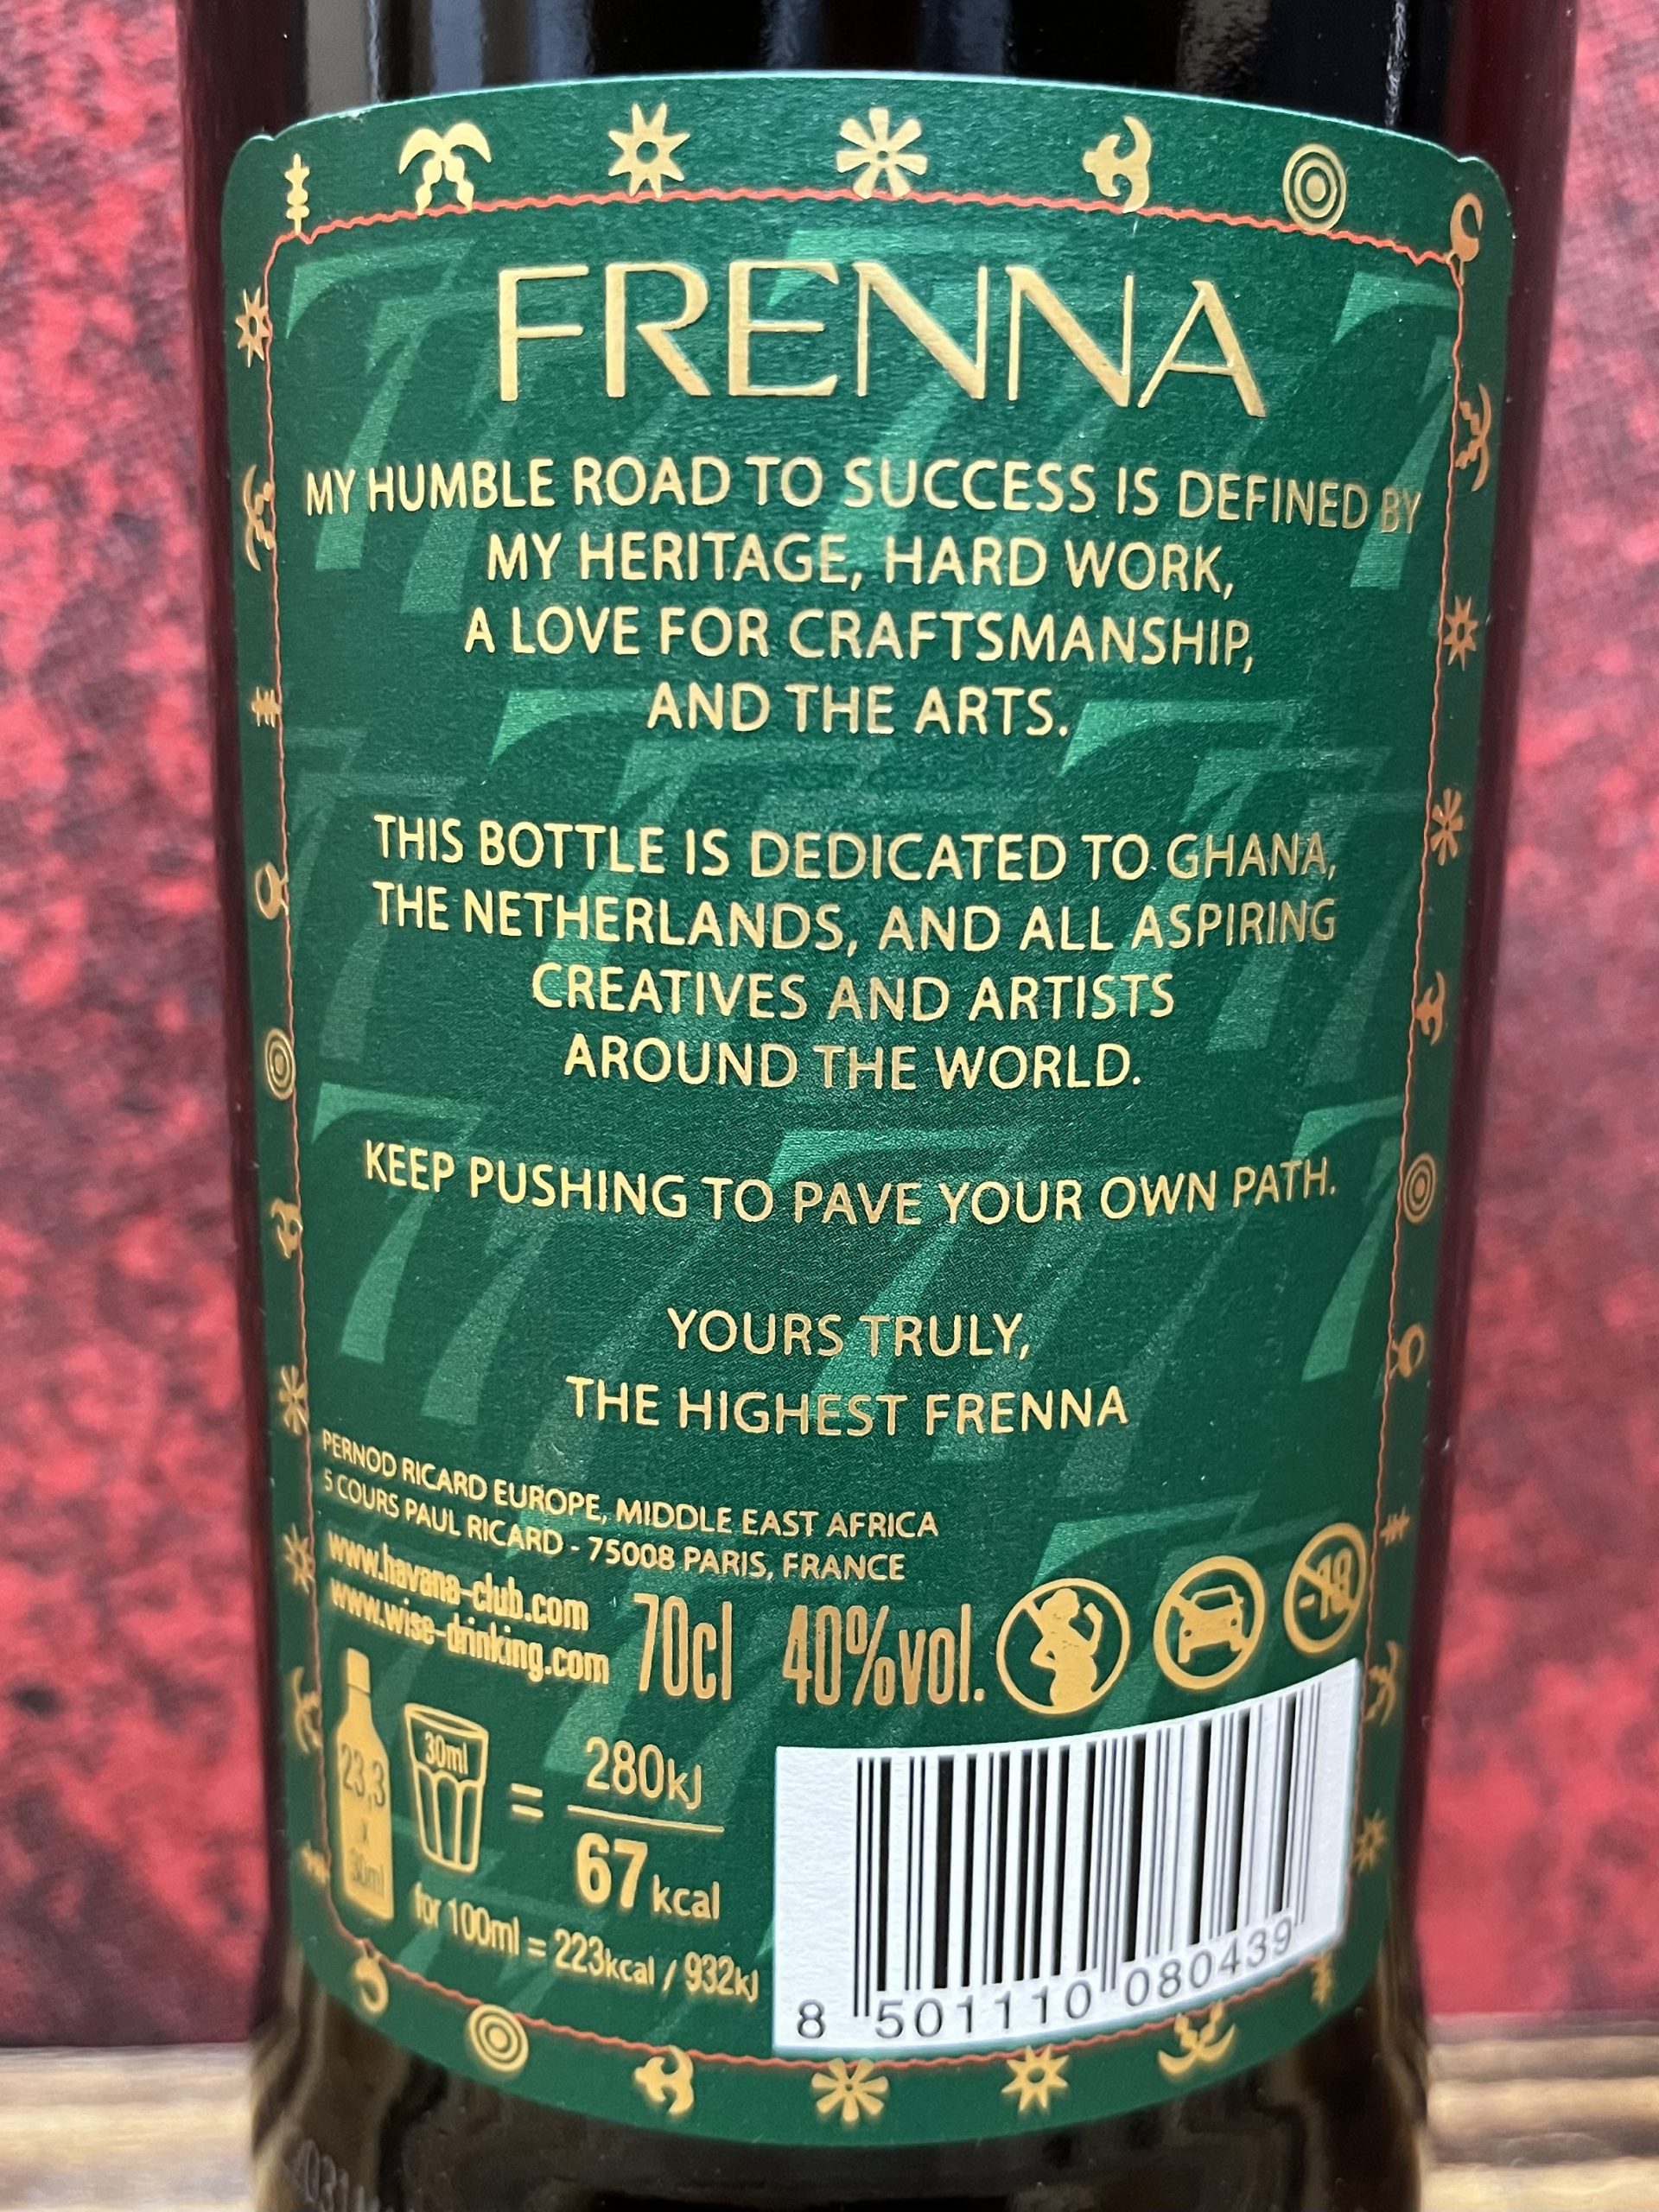 FRENNA
MY HUMBLE ROAD TO SUCCESS IS DEFINED BY
MY HERITAGE, HARD WORK,
A LOVE FOR CRAFTSMANSHIP,
AND THE ARTS.
THIS BOTTLE IS DEDICATED TO GHANA,
THE NETHERLANDS, AND ALL ASPIRING
CREATIVES AND ARTISTS
AROUND THE WORLD.
KEEP PUSHING TO PAVE YOUR OWN PATH.
YOURS TRULY,
THE HIGHEST FRENNA
PERNOD RICARD EUROPE, MIDDLE EAST AFRICA
5 COURS PAUL RICARD - 75008 PARIS, FRANCE
www.havana-club.com
www.wise-drinking.com
70cl 40%vol.
-18
23,3
x
30ml
30ml
=
280kJ
67 kcal
for 100ml = 223kcal / 932kJ
8 501110 080439